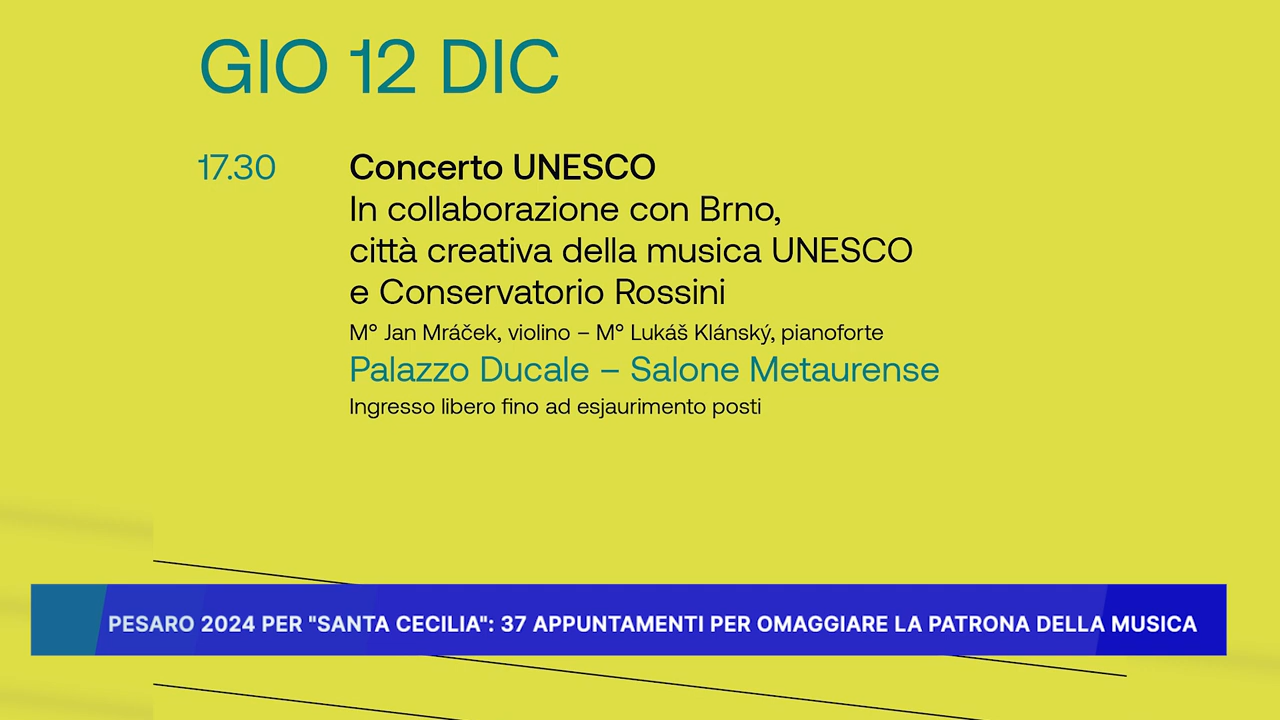 GIO 12 DIC
17.30 Concerto UNESCO
In collaborazione con Brno,
città creativa della musica UNESCO
e Conservatorio Rossini
M° Jan Mráček, violino – M° Lukáš Klánský, pianoforte
Palazzo Ducale – Salone Metaurense
Ingresso libero fino ad esjaurimento posti
PESARO 2024 PER "SANTA CECILIA": 37 APPUNTAMENTI PER OMAGGIARE LA PATRONA DELLA MUSICA